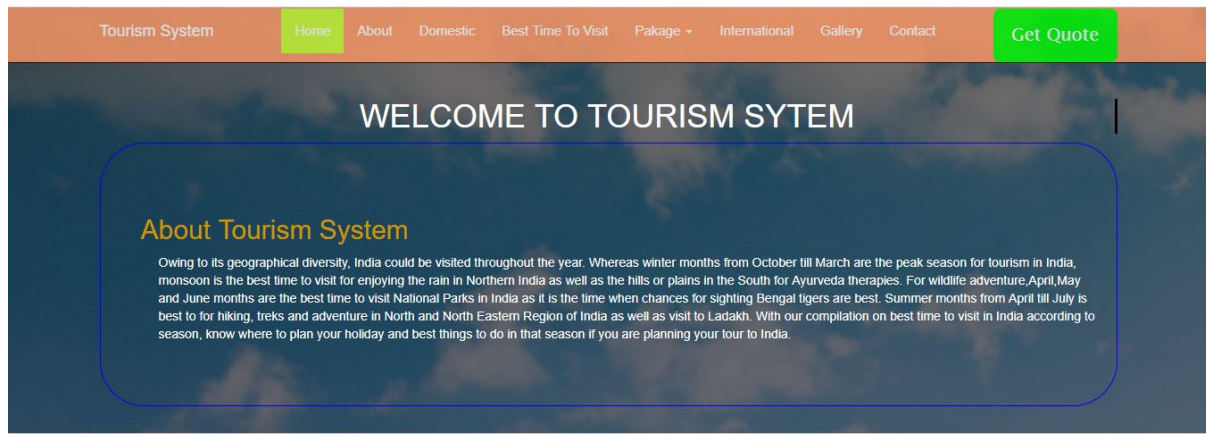 Tourism System Home About Domestic Best Time To Visit Pakage International Gallery Contact Get Quote
WELCOME TO TOURISM SYTEM
About Tourism System
Owing to its geographical diversity, India could be visited throughout the year. Whereas winter months from October till March are the peak season for tourism in India,
monsoon is the best time to visit for enjoying the rain in Northern India as well as the hills or plains in the South for Ayurveda therapies. For wildlife adventure,April,May
and June months are the best time to visit National Parks in India as it is the time when chances for sighting Bengal tigers are best. Summer months from April till July is
best to for hiking, treks and adventure in North and North Eastern Region of India as well as visit to Ladakh. With our compilation on best time to visit in India according to
season, know where to plan your holiday and best things to do in that season if you are planning your tour to India.